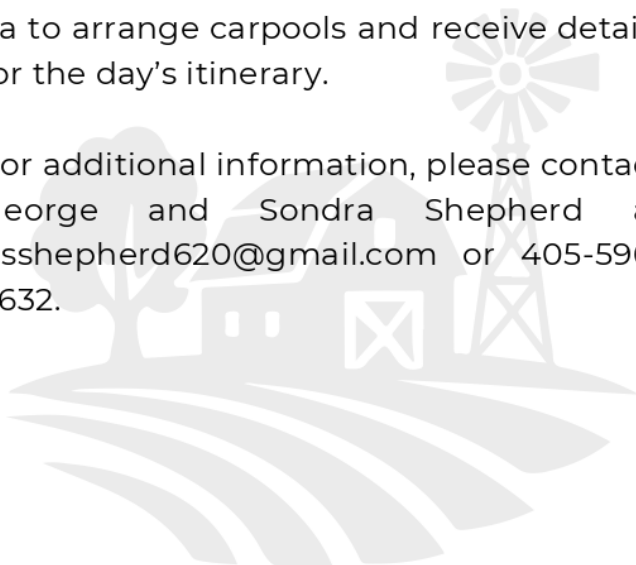 a to arrange carpools and receive detai
or the day's itinerary.
or additional information, please contac
eorge and Sondra Shepherd a
sshepherd620@gmail.com or 405-590
632.